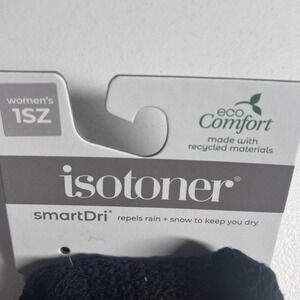 women's
1SZ
eco
Comfort
made with
recycled materials
isotoner®
smartDri® repels rain + snow to keep you dry